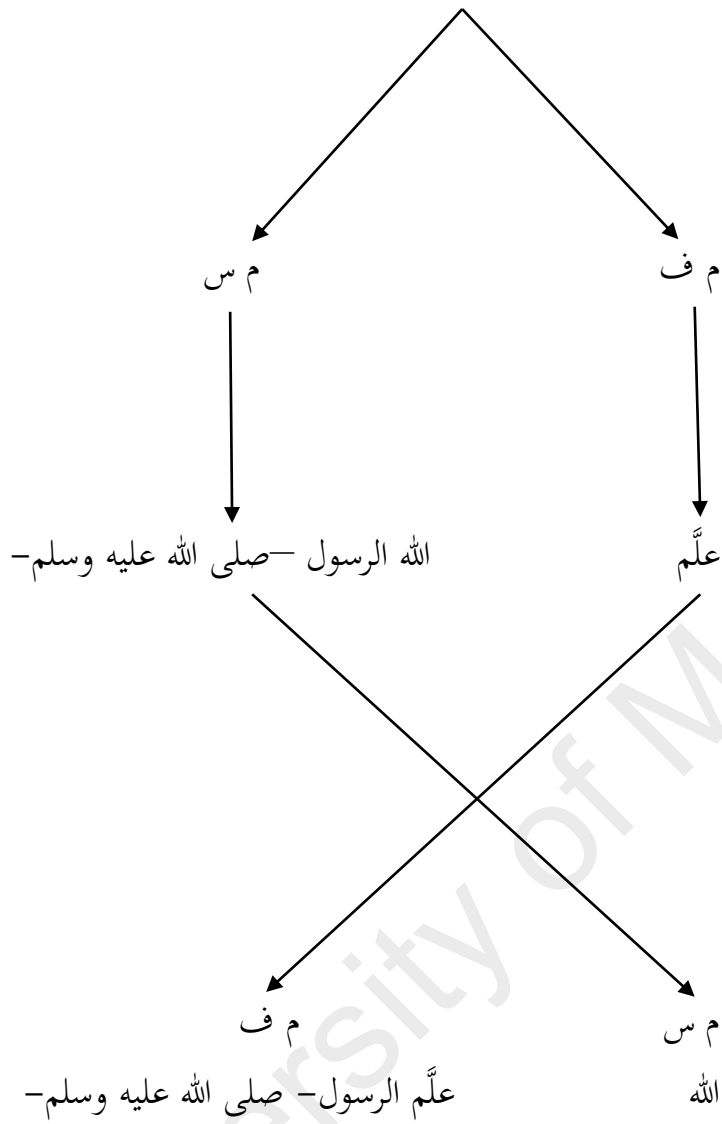 م ف م س
علَّم الله الرسول –صلى الله عليه وسلم-
م س م ف
الله علَّم الرسول- صلى الله عليه وسلم-